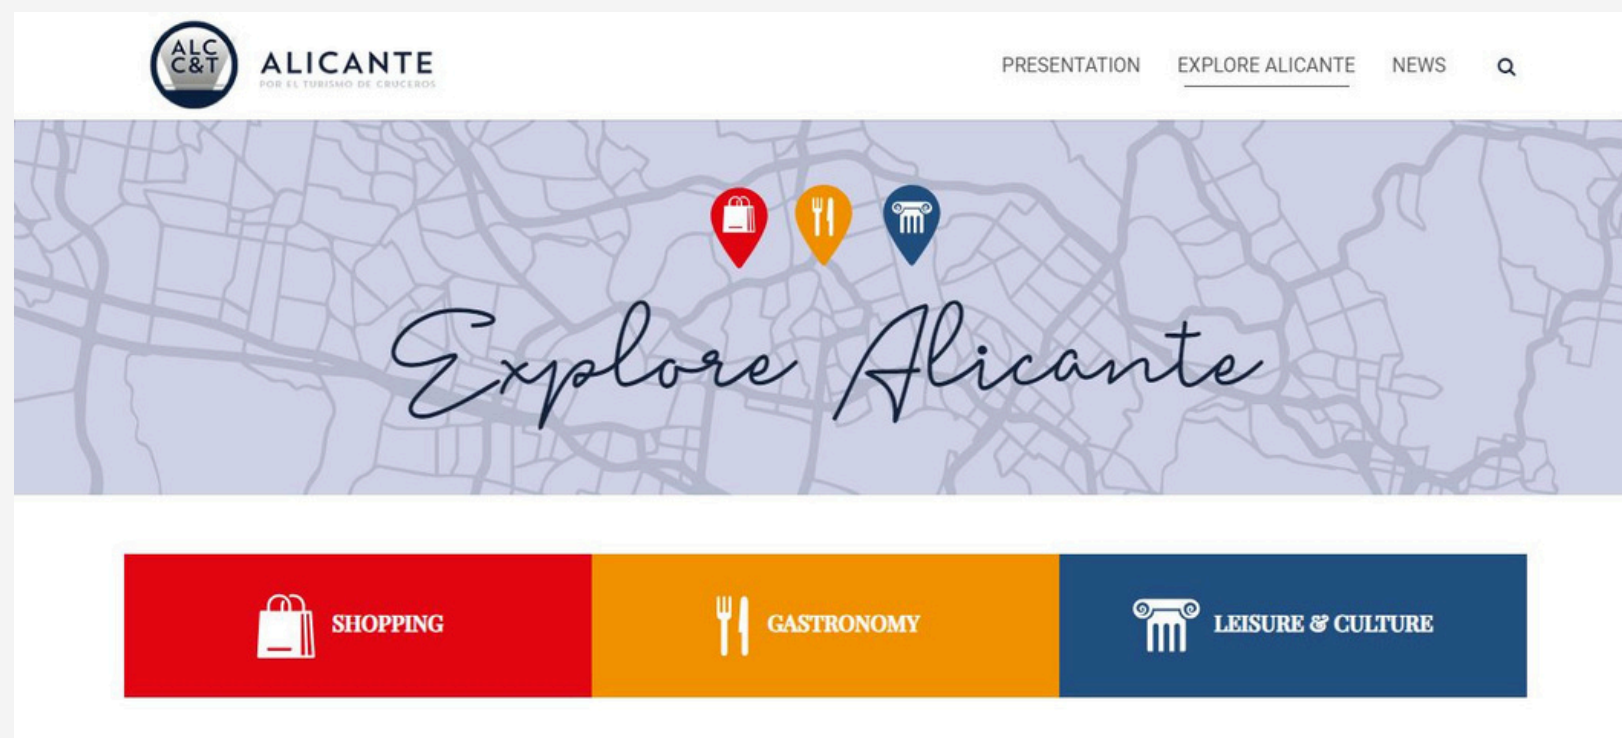 ALC
C&T
ALICANTE
POR EL TURISMO DE CRUCEROS
PRESENTATION EXPLORE ALICANTE NEWS
Explore Alicante
SHOPPING GASTRONOMY LEISURE & CULTURE